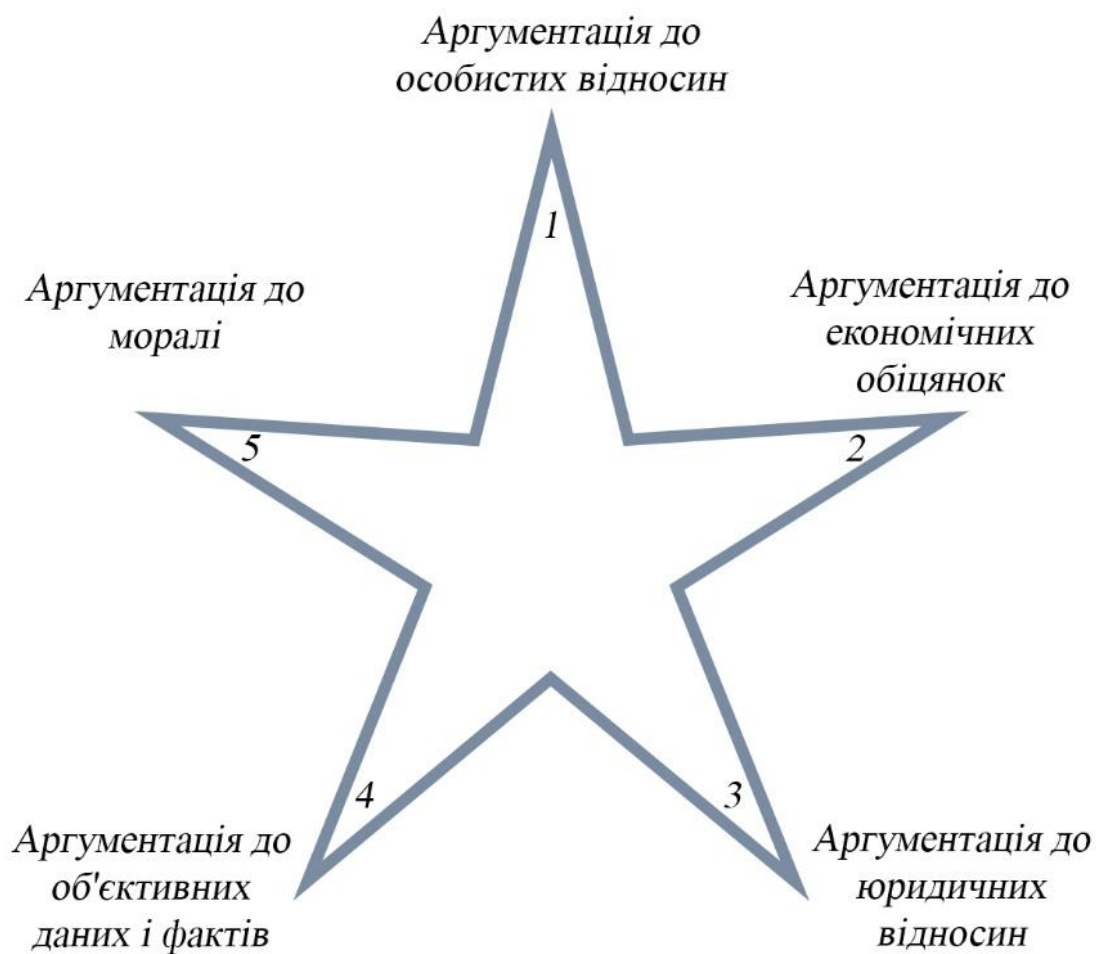 Аргументація до
особистих відносин
1
Аргументація до
економічних
обіцянок
2
Аргументація до
юридичних
відносин
3
Аргументація до
об'єктивних
даних і фактів
4
Аргументація до
моралі
5